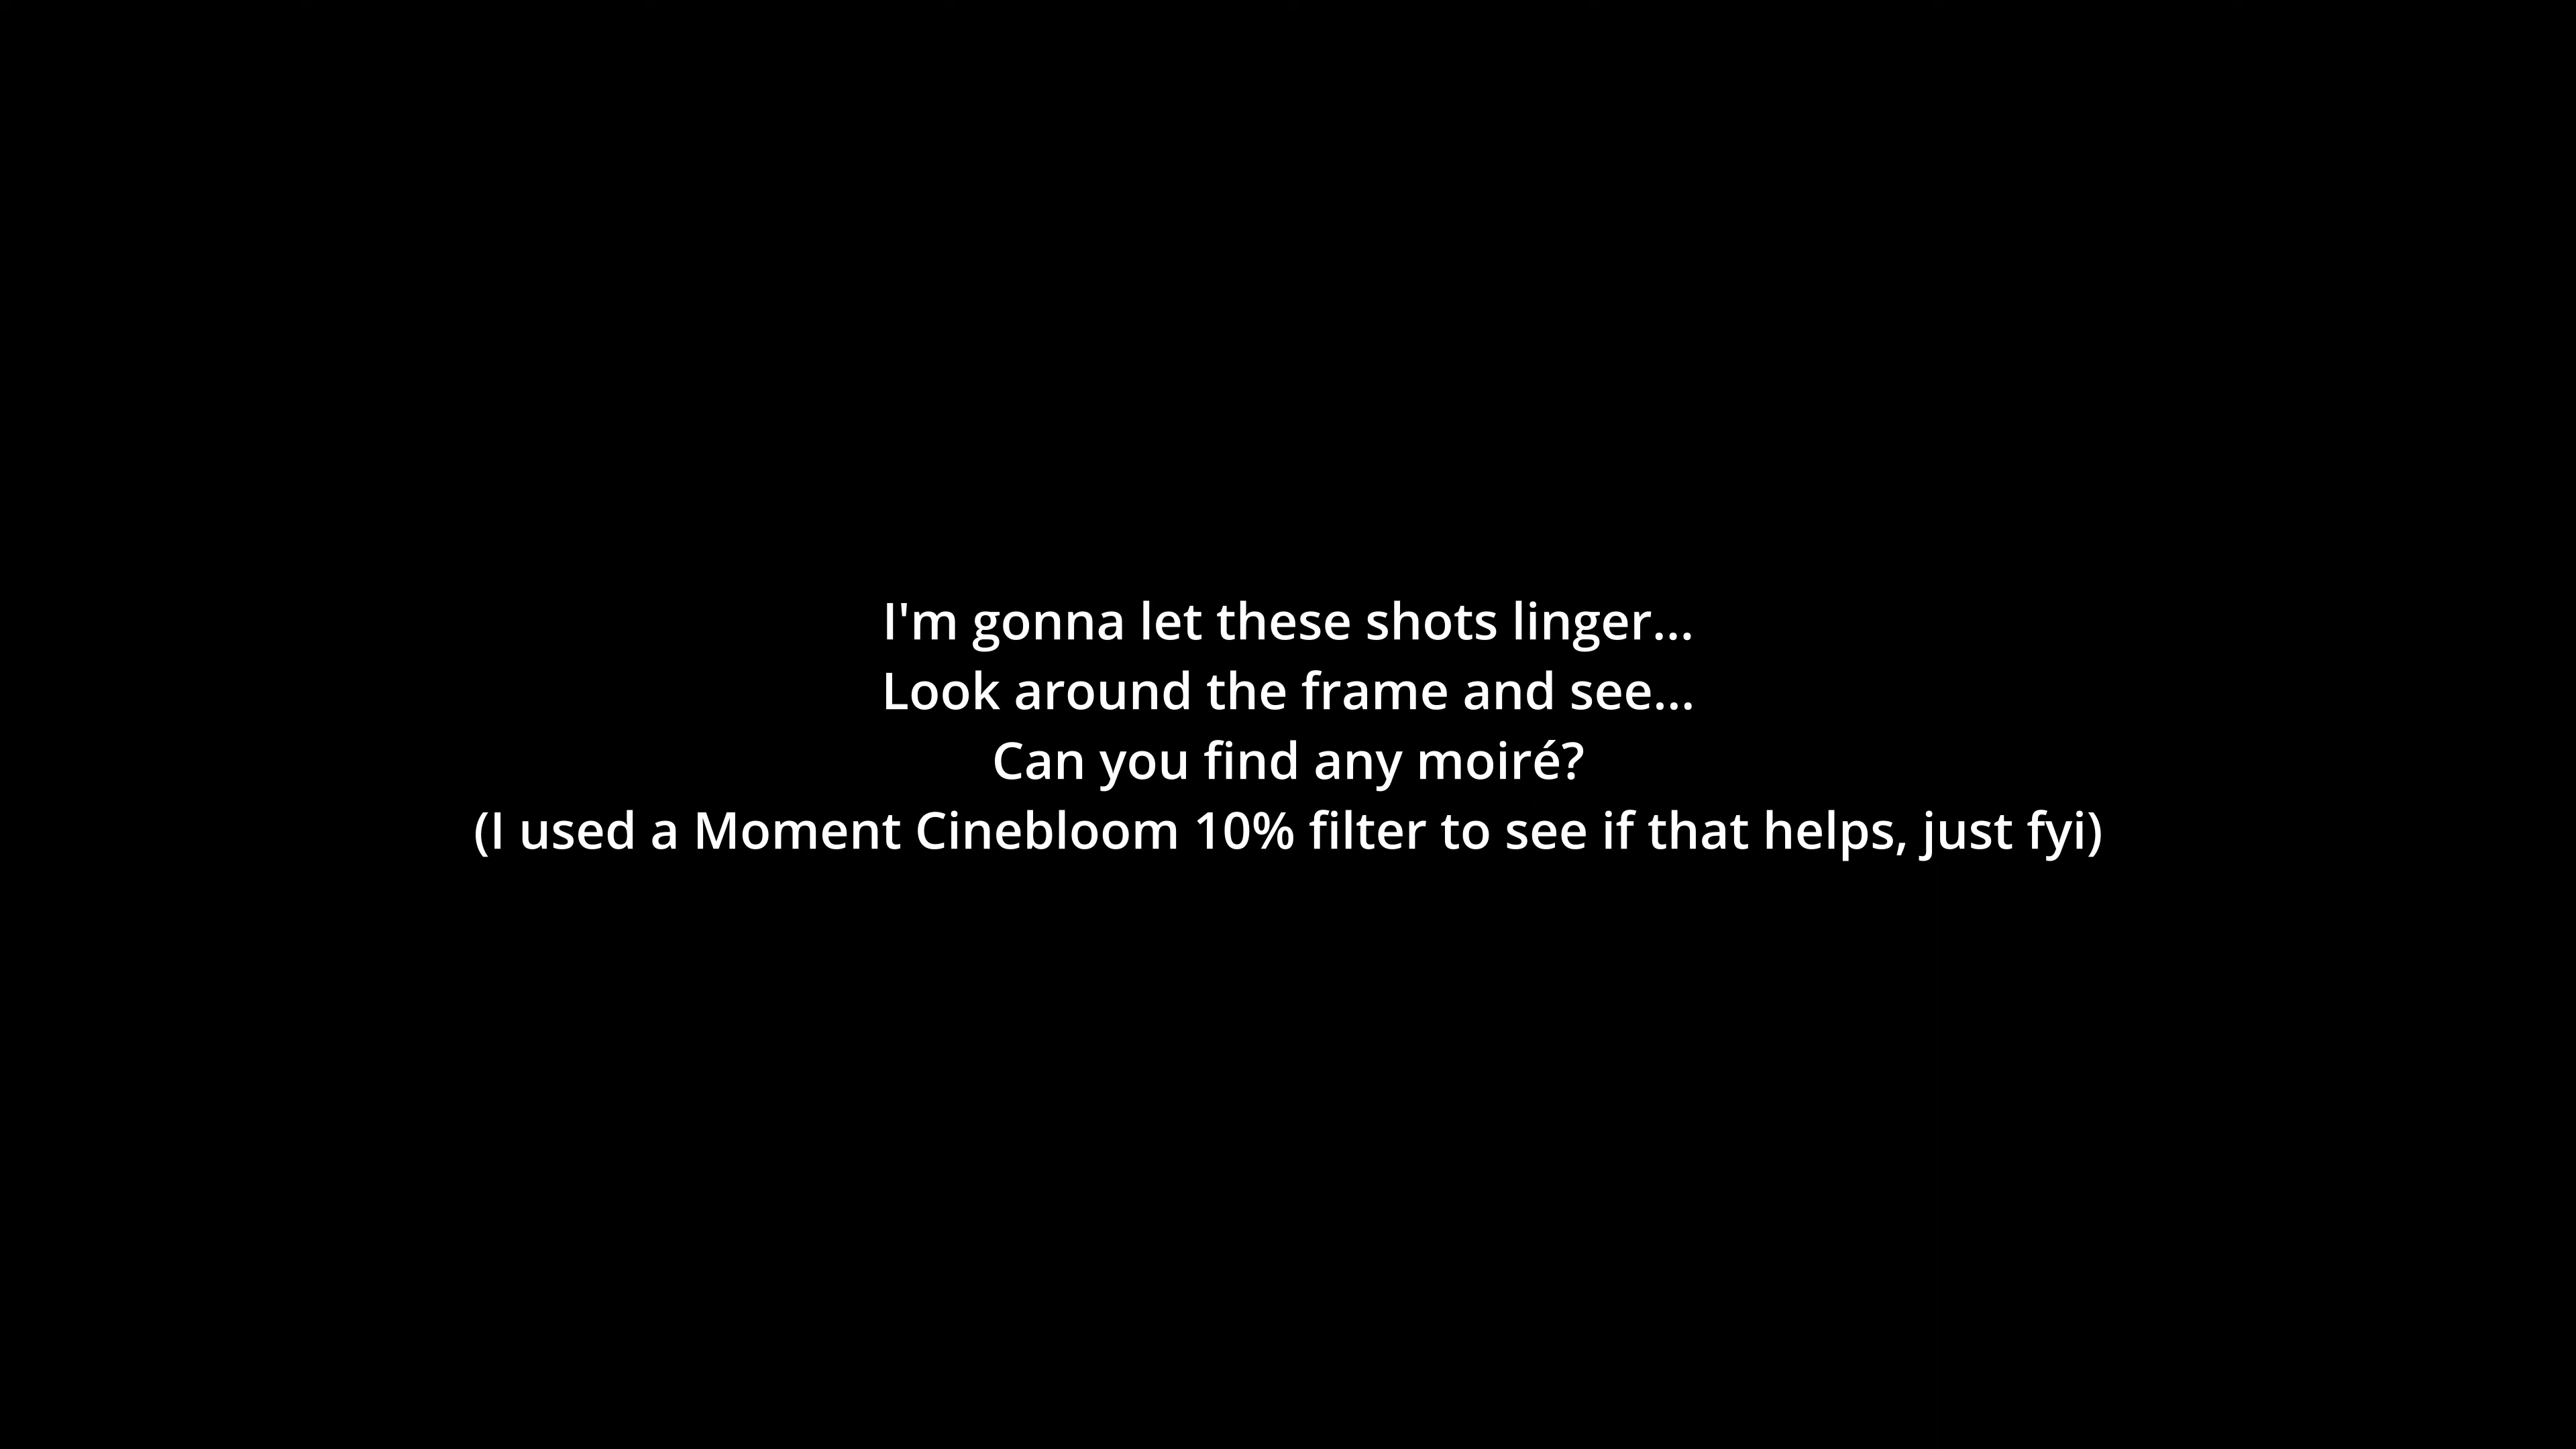 I'm gonna let these shots linger...
Look around the frame and see...
Can you find any moiré?
(I used a Moment Cinebloom 10% filter to see if that helps, just fyi)